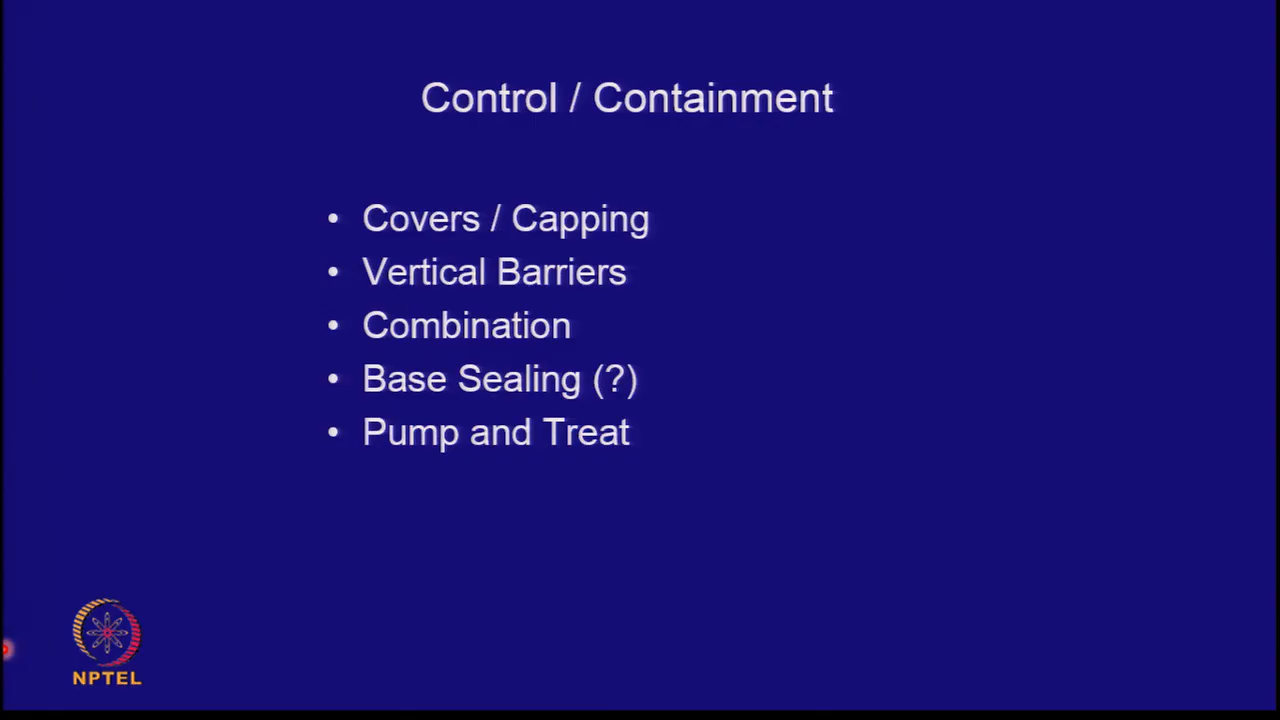 Control / Containment
• Covers / Capping
• Vertical Barriers
• Combination
• Base Sealing (?)
• Pump and Treat
NPTEL